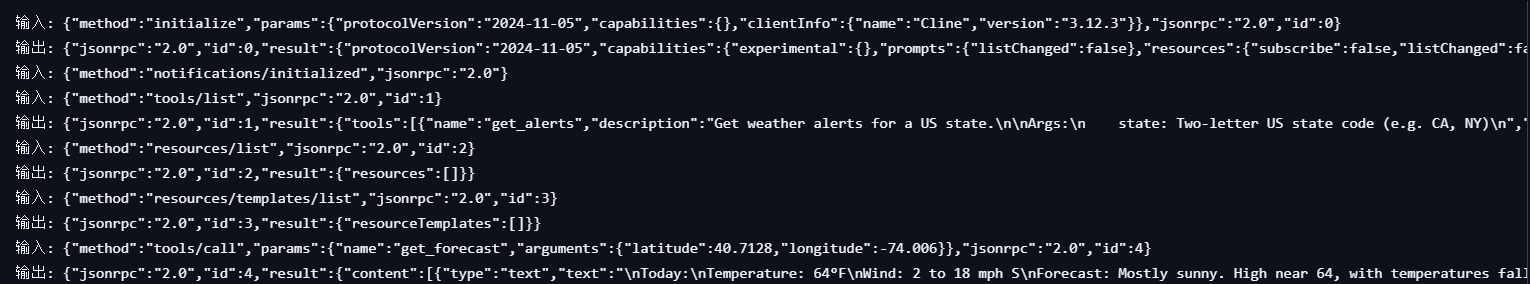 输入: {"method":"initialize","params":{"protocolVersion":"2024-11-05","capabilities":{},"clientInfo":{"name":"Cline","version":"3.12.3"}},"jsonrpc":"2.0","id":0}
输出: {"jsonrpc":"2.0","id":0,"result":{"protocolVersion":"2024-11-05","capabilities":{"experimental":{},"prompts":{"listChanged":false},"resources":{"subscribe":false,"listChanged":fa
输入: {"method":"notifications/initialized","jsonrpc":"2.0"}
输入: {"method":"tools/list","jsonrpc":"2.0","id":1}
输出: {"jsonrpc":"2.0","id":1,"result":{"tools":[{"name":"get_alerts","description":"Get weather alerts for a US state.\n\nArgs:\n    state: Two-letter US state code (e.g. CA, NY)\n","
输入: {"method":"resources/list","jsonrpc":"2.0","id":2}
输出: {"jsonrpc":"2.0","id":2,"result":{"resources":[]}}
输入: {"method":"resources/templates/list","jsonrpc":"2.0","id":3}
输出: {"jsonrpc":"2.0","id":3,"result":{"resourceTemplates":[]}}
输入: {"method":"tools/call","params":{"name":"get_forecast","arguments":{"latitude":40.7128,"longitude":-74.006}},"jsonrpc":"2.0","id":4}
输出: {"jsonrpc":"2.0","id":4,"result":{"content":[{"type":"text","text":"\nToday:\nTemperature: 64°F\nWind: 2 to 18 mph S\nForecast: Mostly sunny. High near 64, with temperatures fall